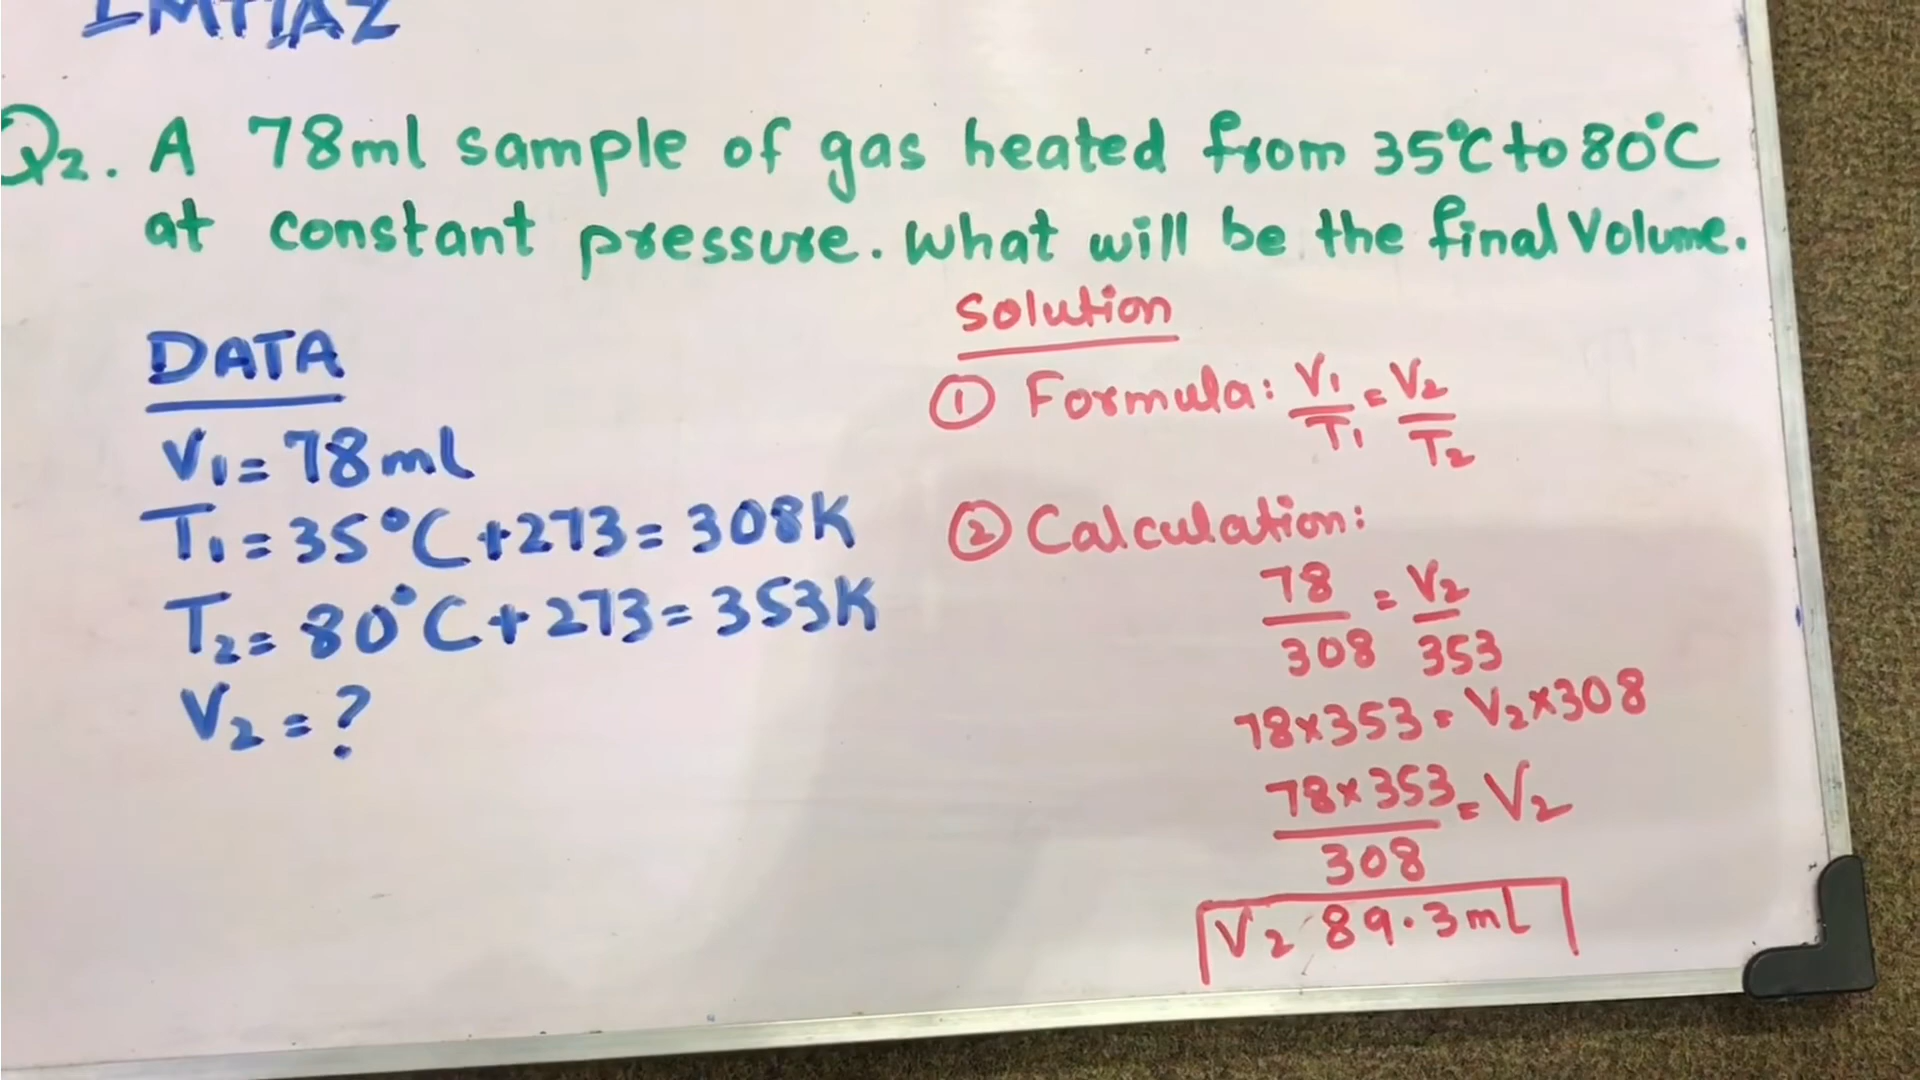 IMTIAZ
Q2. A 78ml sample of gas heated from 35°C to 80°C
at constant pressure. What will be the final Volume.
DATA
V₁ = 78ml
T₁ = 35°C + 273 = 308K
T₂ = 80°C + 273 = 353K
V₂ = ?
Solution
① Formula: V₁/T₁ = V₂/T₂
② Calculation:
78/308 = V₂/353
78×353 = V₂×308
78×353/308 = V₂
V₂ 89.3ml